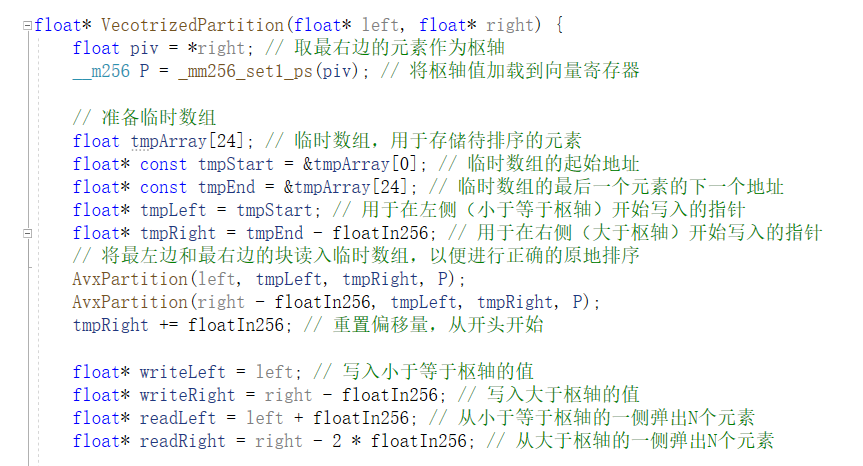 float* VecotrizedPartition(float* left, float* right) {
float piv = *right; // 取最右边的元素作为枢轴
__m256 P = _mm256_set1_ps(piv); // 将枢轴值加载到向量寄存器
// 准备临时数组
float tmpArray[24]; // 临时数组，用于存储待排序的元素
float* const tmpStart = &tmpArray[0]; // 临时数组的起始地址
float* const tmpEnd = &tmpArray[24]; // 临时数组的最后一个元素的下一个地址
float* tmpLeft = tmpStart; // 用于在左侧（小于等于枢轴）开始写入的指针
float* tmpRight = tmpEnd - floatIn256; // 用于在右侧（大于枢轴）开始写入的指针
// 将最左边和最右边的块读入临时数组，以便进行正确的原地排序
AvxPartition(left, tmpLeft, tmpRight, P);
AvxPartition(right - floatIn256, tmpLeft, tmpRight, P);
tmpRight += floatIn256; // 重置偏移量，从开头开始
float* writeLeft = left; // 写入小于等于枢轴的值
float* writeRight = right - floatIn256; // 写入大于枢轴的值
float* readLeft = left + floatIn256; // 从小于等于枢轴的一侧弹出N个元素
float* readRight = right - 2 * floatIn256; // 从大于枢轴的一侧弹出N个元素